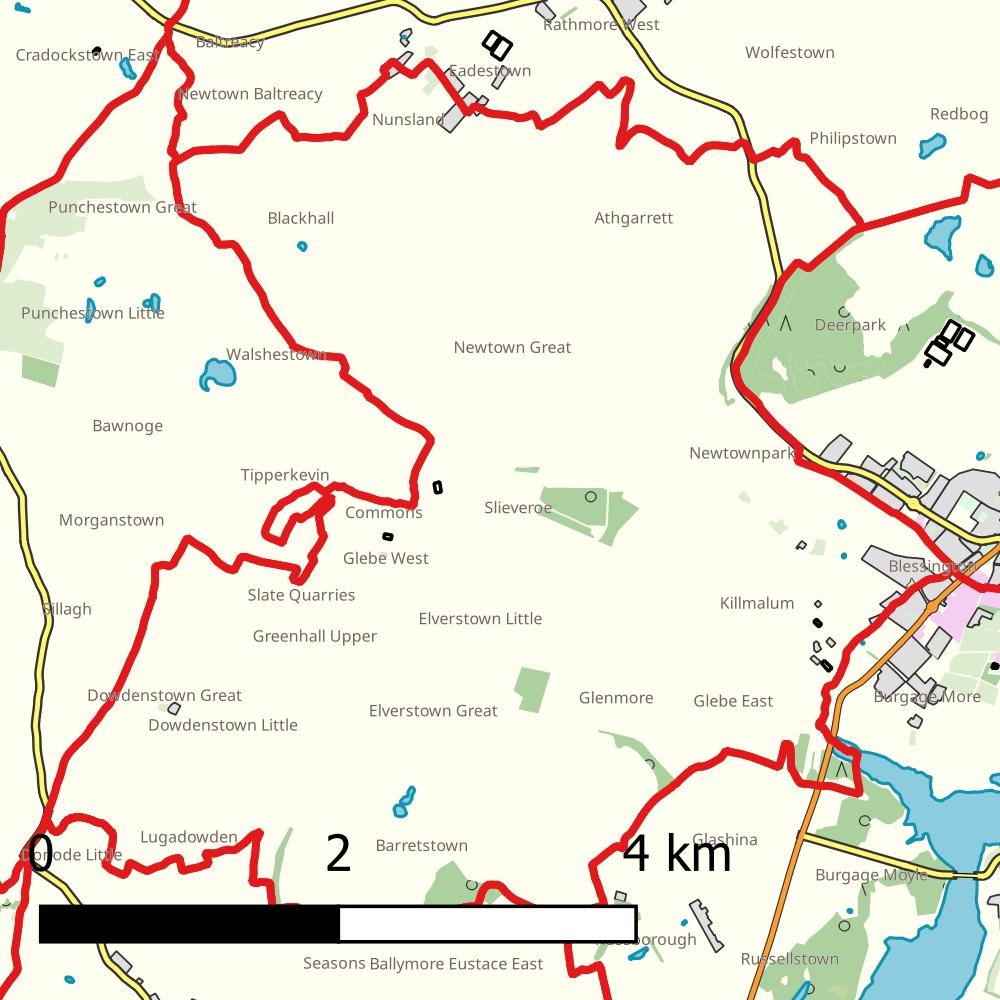 Rathmore West
Baltreacy
Cradockstown East
Wolfestown
Eadestown
Newtown Baltreacy
Redbog
Nunsland
Philipstown
Punchestown Great
Blackhall
Athgarrett
Punchestown Little
Deerpark
Newtown Great
Walshestown
Bawnoge
Newtownpark
Tipperkevin
Slieveroe
Commons
Morganstown
Glebe West
Blessington
Slate Quarries
Killmalum
Sillagh
Elverstown Little
Greenhall Upper
Dowdenstown Great
Glenmore
Glebe East
Burgage More
Elverstown Great
Dowdenstown Little
Lugadowden
Glashina
Barretstown
Donode Little
0 2 4 km
Burgage Moyle
Russellstown
Seasons
Ballymore Eustace East